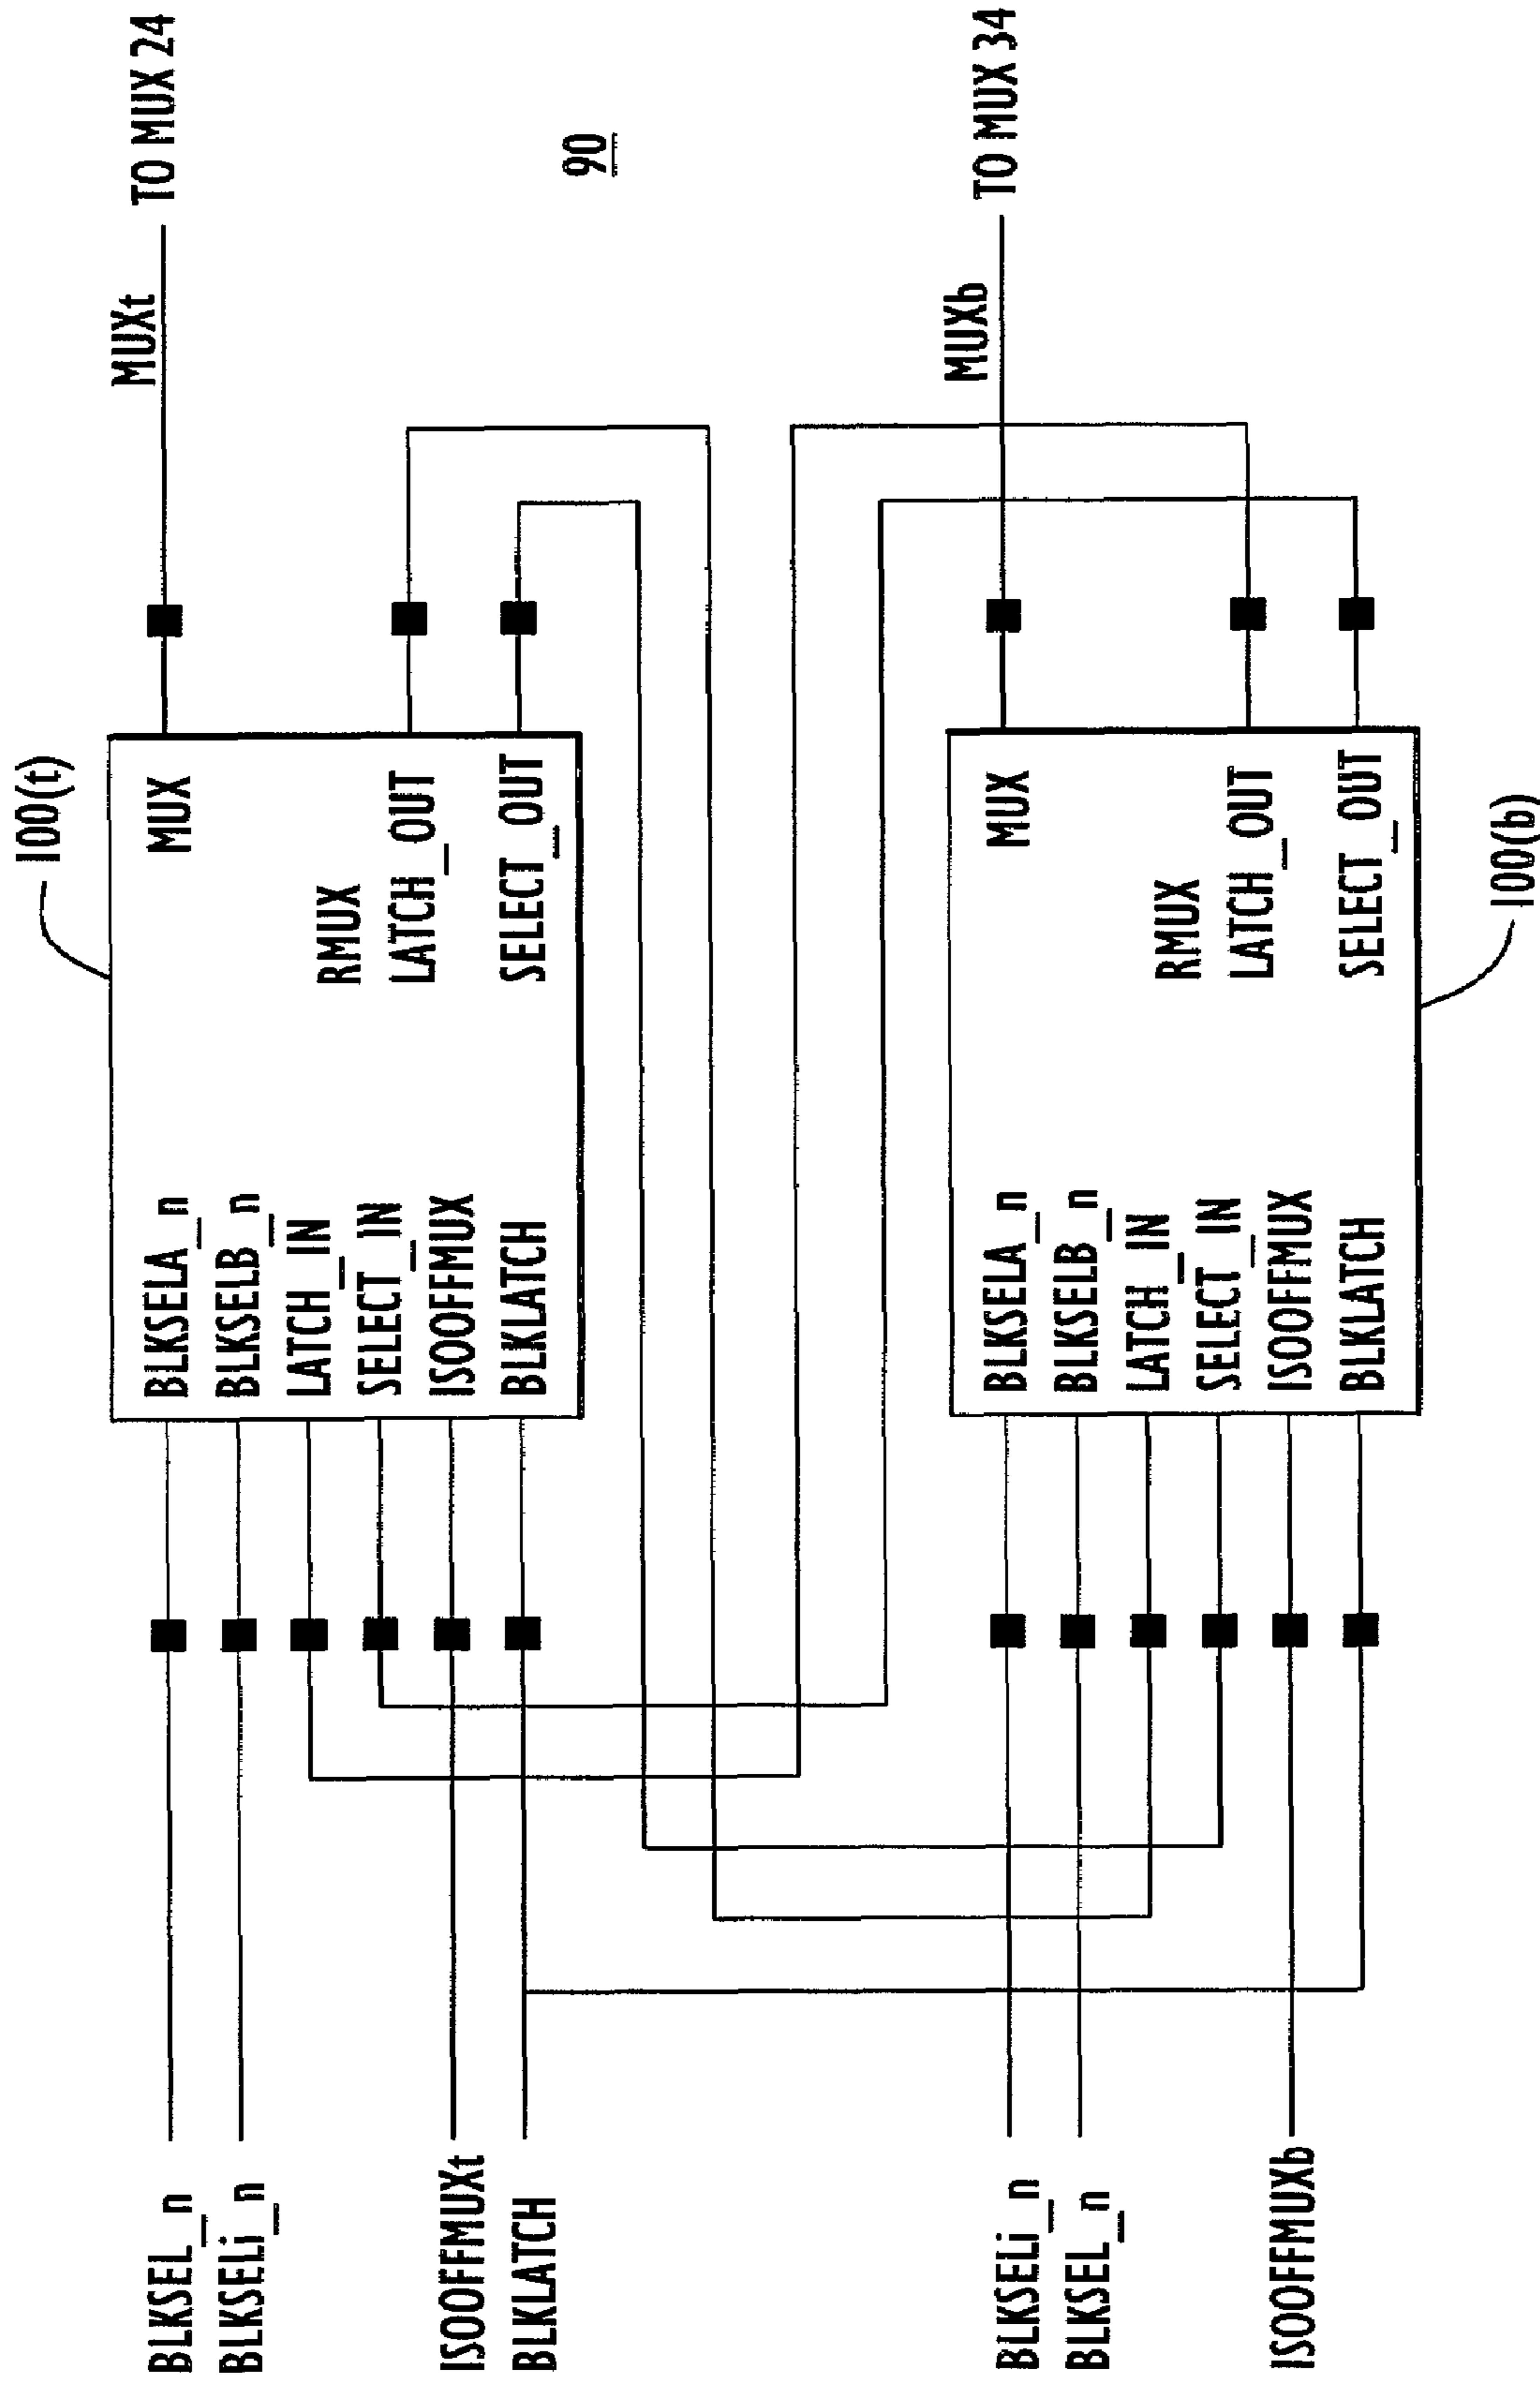 100(t)
BLKSEL_n
BLKSELi_n
ISOOFFMUXt
BLKLATCH
BLKSELA_n
BLKSELB_n
LATCH_IN
SELECT_IN
ISOOFFMUX
BLKLATCH
MUX
RMUX
LATCH_OUT
SELECT_OUT
MUXt
TO MUX 24
90
BLKSELi_n
BLKSEL_n
ISOOFFMUXb
BLKSELA_n
BLKSELB_n
LATCH_IN
SELECT_IN
ISOOFFMUX
BLKLATCH
MUX
RMUX
LATCH_OUT
SELECT_OUT
MUXb
TO MUX 34
100(b)